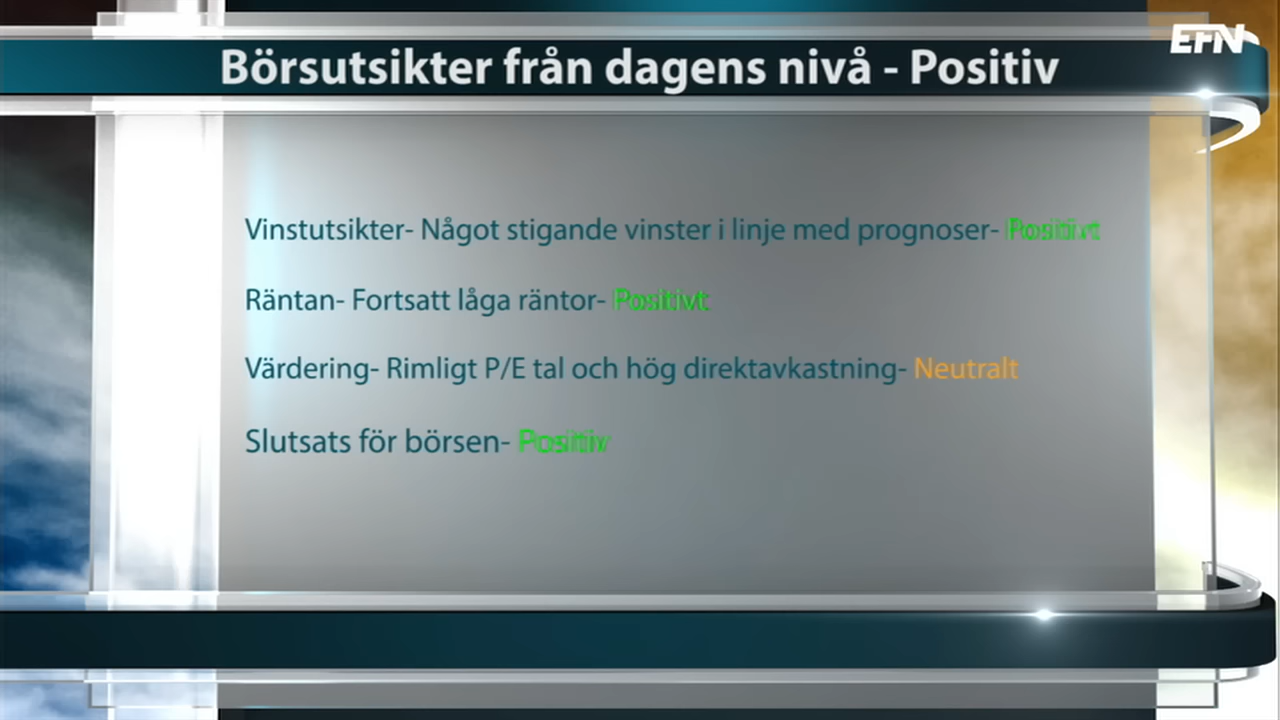 EFN
Börsutsikter från dagens nivå - Positiv
Vinstutsikter- Något stigande vinster i linje med prognoser- Positivt
Räntan- Fortsatt låga räntor- Positivt
Värdering- Rimligt P/E tal och hög direktavkastning- Neutralt
Slutsats för börsen- Positiv